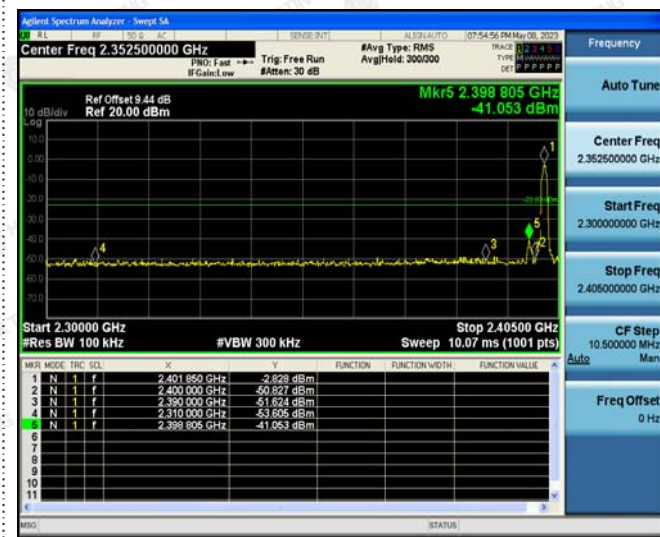 Agilent Spectrum Analyzer - Swept SA
RL RF 50 Ω AC SENSE:INT ALIGNAUTO 07:54:56 PM May 08, 2023
Center Freq 2.352500000 GHz
PNO: Fast
IFGain:Low
Trig: Free Run
#Atten: 30 dB
#Avg Type: RMS
Avg|Hold: 300/300
TRACE 1 2 3 4 5 6
TYPE
DET P P P P P P
Ref Offset 9.44 dB
Ref 20.00 dBm
10 dB/div
Log
Mkr5 2.398 805 GHz
-41.053 dBm
10.0
0.00
-10.0
-20.0
-30.0
-40.0
-50.0
-60.0
-70.0
1
5
2
3
4
Start 2.30000 GHz
Stop 2.40500 GHz
#Res BW 100 kHz
#VBW 300 kHz
Sweep 10.07 ms (1001 pts)
MKR MODE TRC SCL X Y FUNCTION FUNCTION WIDTH FUNCTION VALUE
1 N 1 f 2.401 850 GHz -2.828 dBm
2 N 1 f 2.400 000 GHz -50.827 dBm
3 N 1 f 2.390 000 GHz -51.624 dBm
4 N 1 f 2.310 000 GHz -53.605 dBm
5 N 1 f 2.398 805 GHz -41.053 dBm
6
7
8
9
10
11
MSG
STATUS
Frequency
Auto Tune
Center Freq
2.352500000 GHz
Start Freq
2.300000000 GHz
Stop Freq
2.405000000 GHz
CF Step
10.500000 MHz
Auto Man
Freq Offset
0 Hz